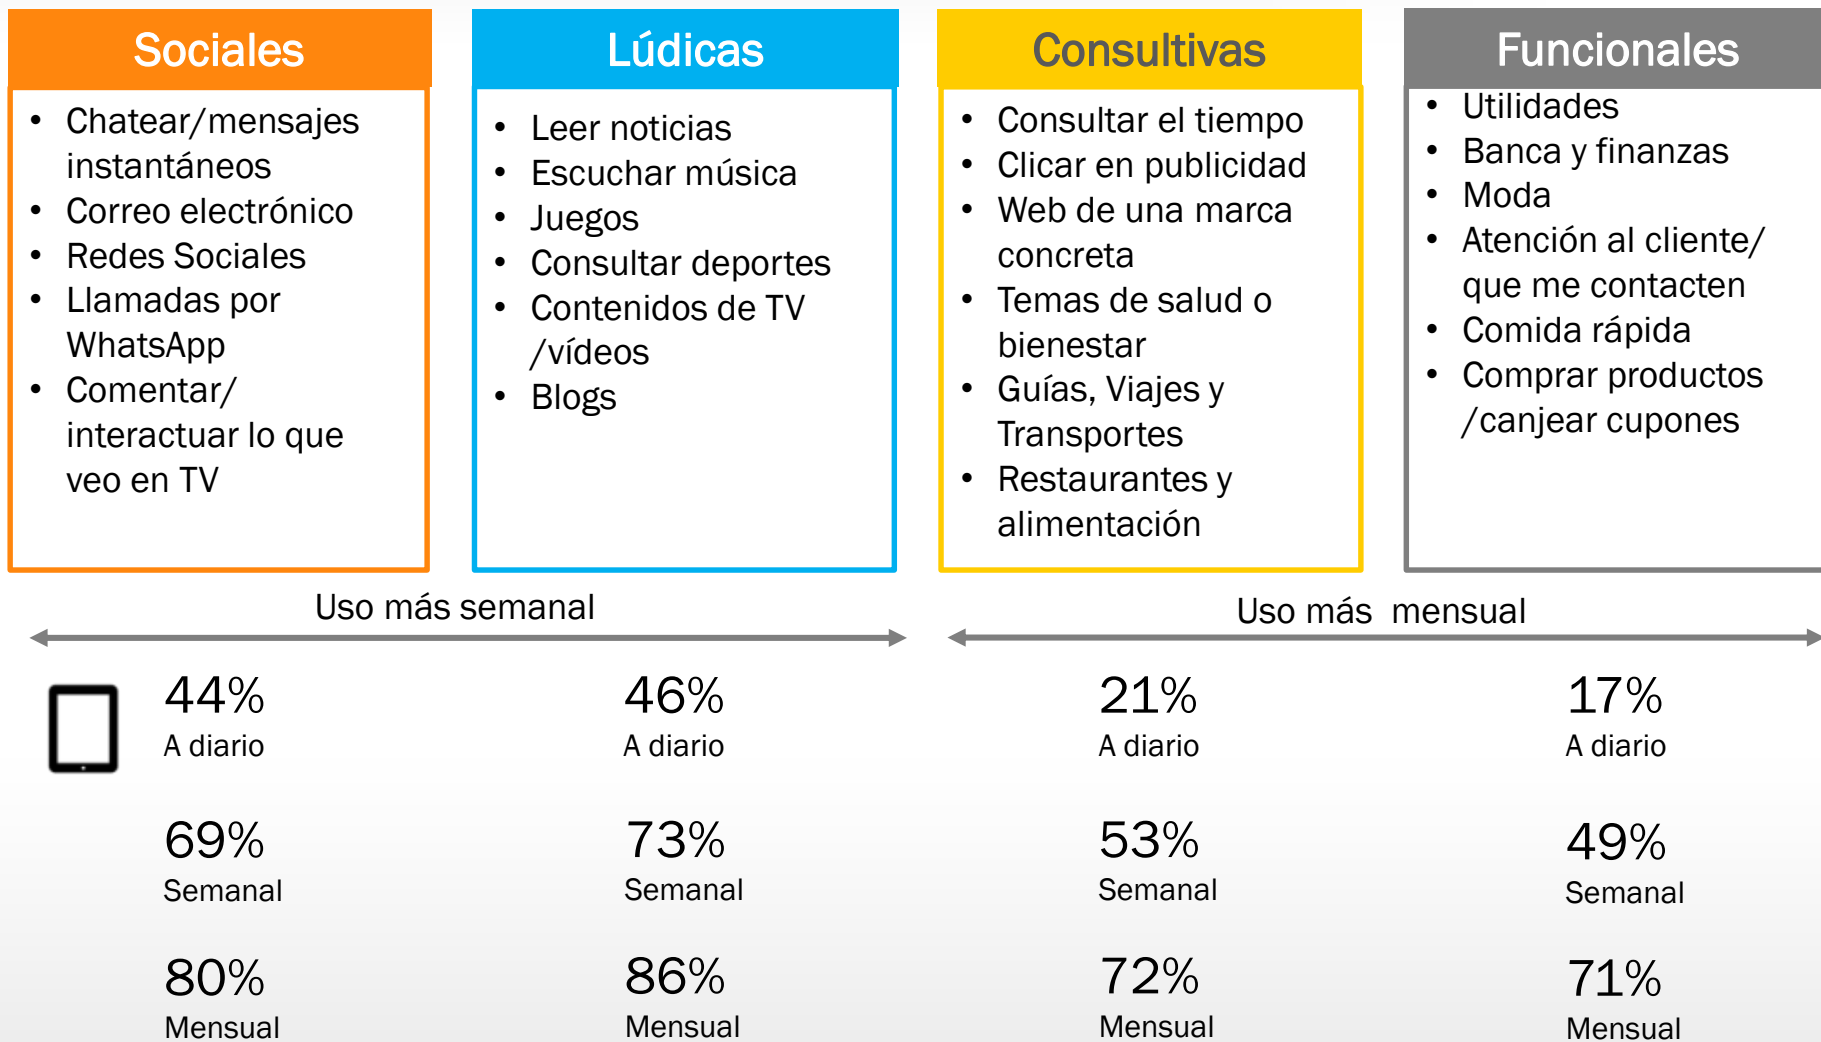 Sociales
• Chatear/mensajes
instantáneos
• Correo electrónico
• Redes Sociales
• Llamadas por
WhatsApp
• Comentar/
interactuar lo que
veo en TV
Lúdicas
• Leer noticias
• Escuchar música
• Juegos
• Consultar deportes
• Contenidos de TV
/vídeos
• Blogs
Consultivas
• Consultar el tiempo
• Clicar en publicidad
• Web de una marca
concreta
• Temas de salud o
bienestar
• Guías, Viajes y
Transportes
• Restaurantes y
alimentación
Funcionales
• Utilidades
• Banca y finanzas
• Moda
• Atención al cliente/
que me contacten
• Comida rápida
• Comprar productos
/canjear cupones
Uso más semanal
Uso más mensual
44% 46% 21% 17%
A diario A diario A diario A diario
69% 73% 53% 49%
Semanal Semanal Semanal Semanal
80% 86% 72% 71%
Mensual Mensual Mensual Mensual